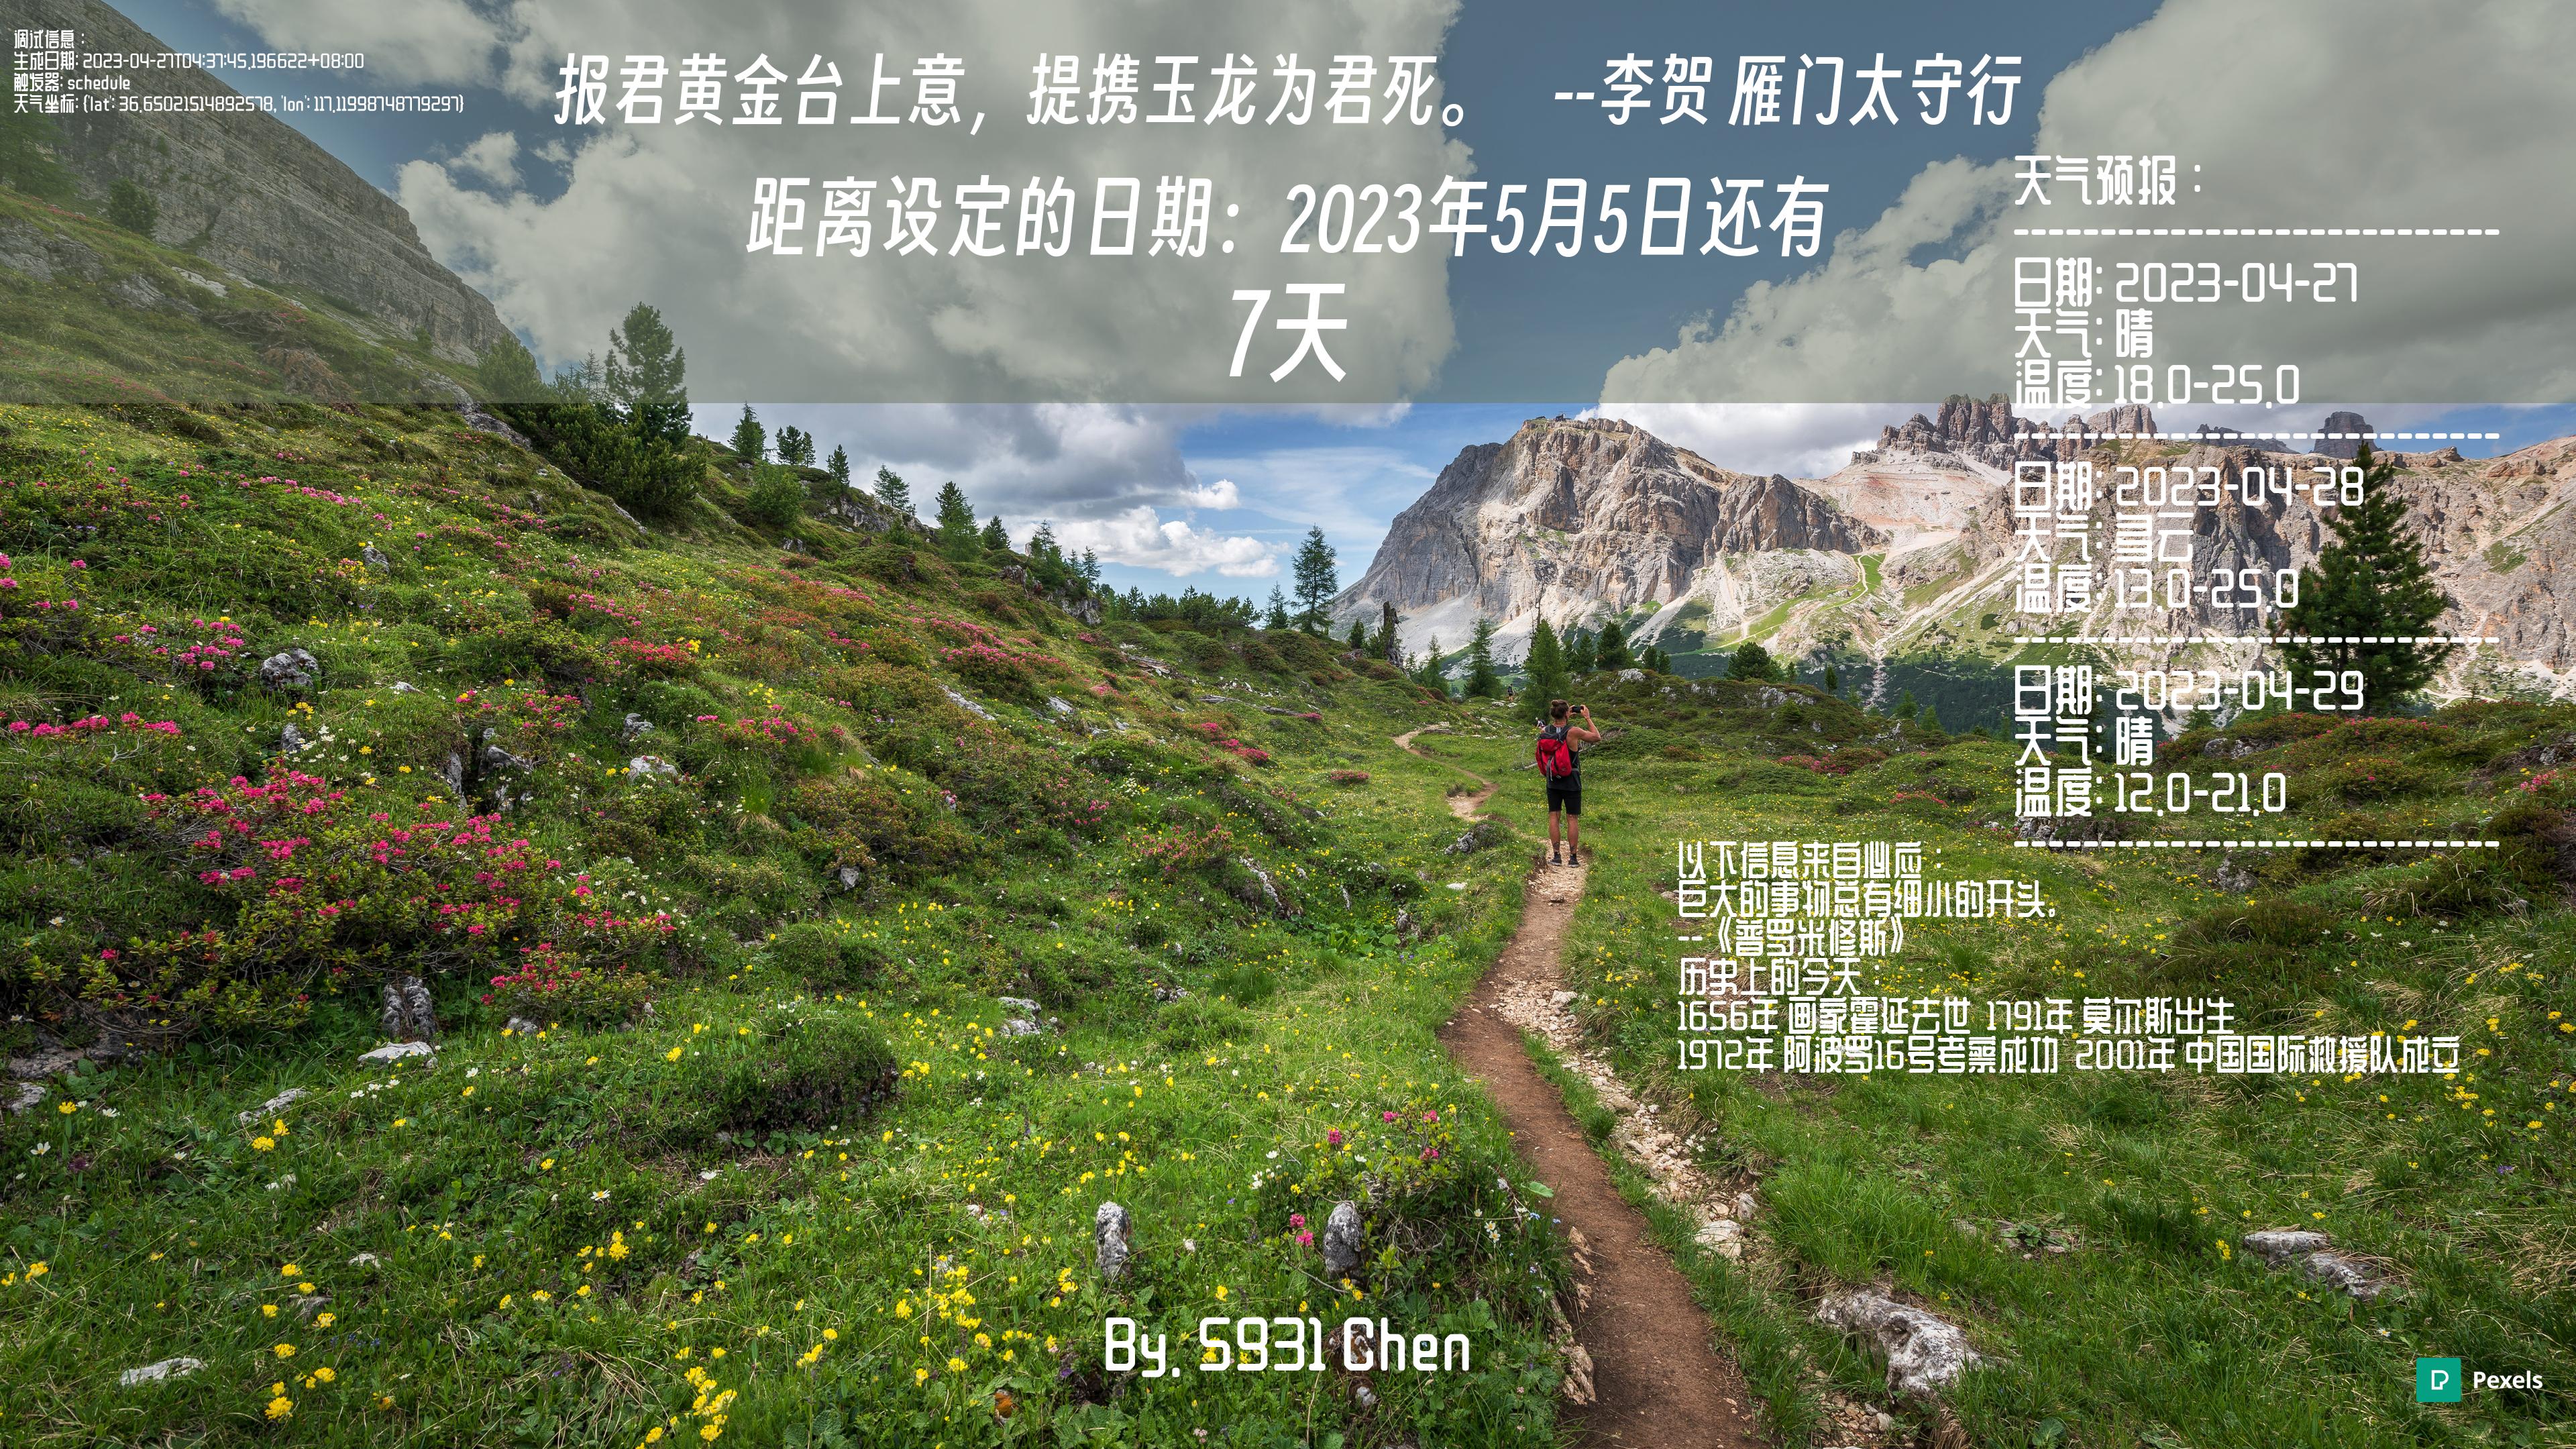 调试信息：
生成日期: 2023-04-27T04:37:45.196622+08:00
触发器: schedule
天气坐标: {'lat': 36.65021514892578, 'lon': 117.11998748779297}
报君黄金台上意，提携玉龙为君死。 --李贺 雁门太守行
距离设定的日期：2023年5月5日还有
7天
天气预报：
----------------------------
日期: 2023-04-27
天气: 晴
温度: 18.0-25.0
----------------------------
日期: 2023-04-28
天气: 多云
温度: 13.0-25.0
----------------------------
日期: 2023-04-29
天气: 晴
温度: 12.0-21.0
----------------------------
以下信息来自必应：
巨大的事物总有细小的开头。
--《普罗米修斯》
历史上的今天：
1656年 画家霍延去世 1791年 莫尔斯出生
1972年 阿波罗16号考察成功 2001年 中国国际救援队成立
By. 5931 Chen
Pexels